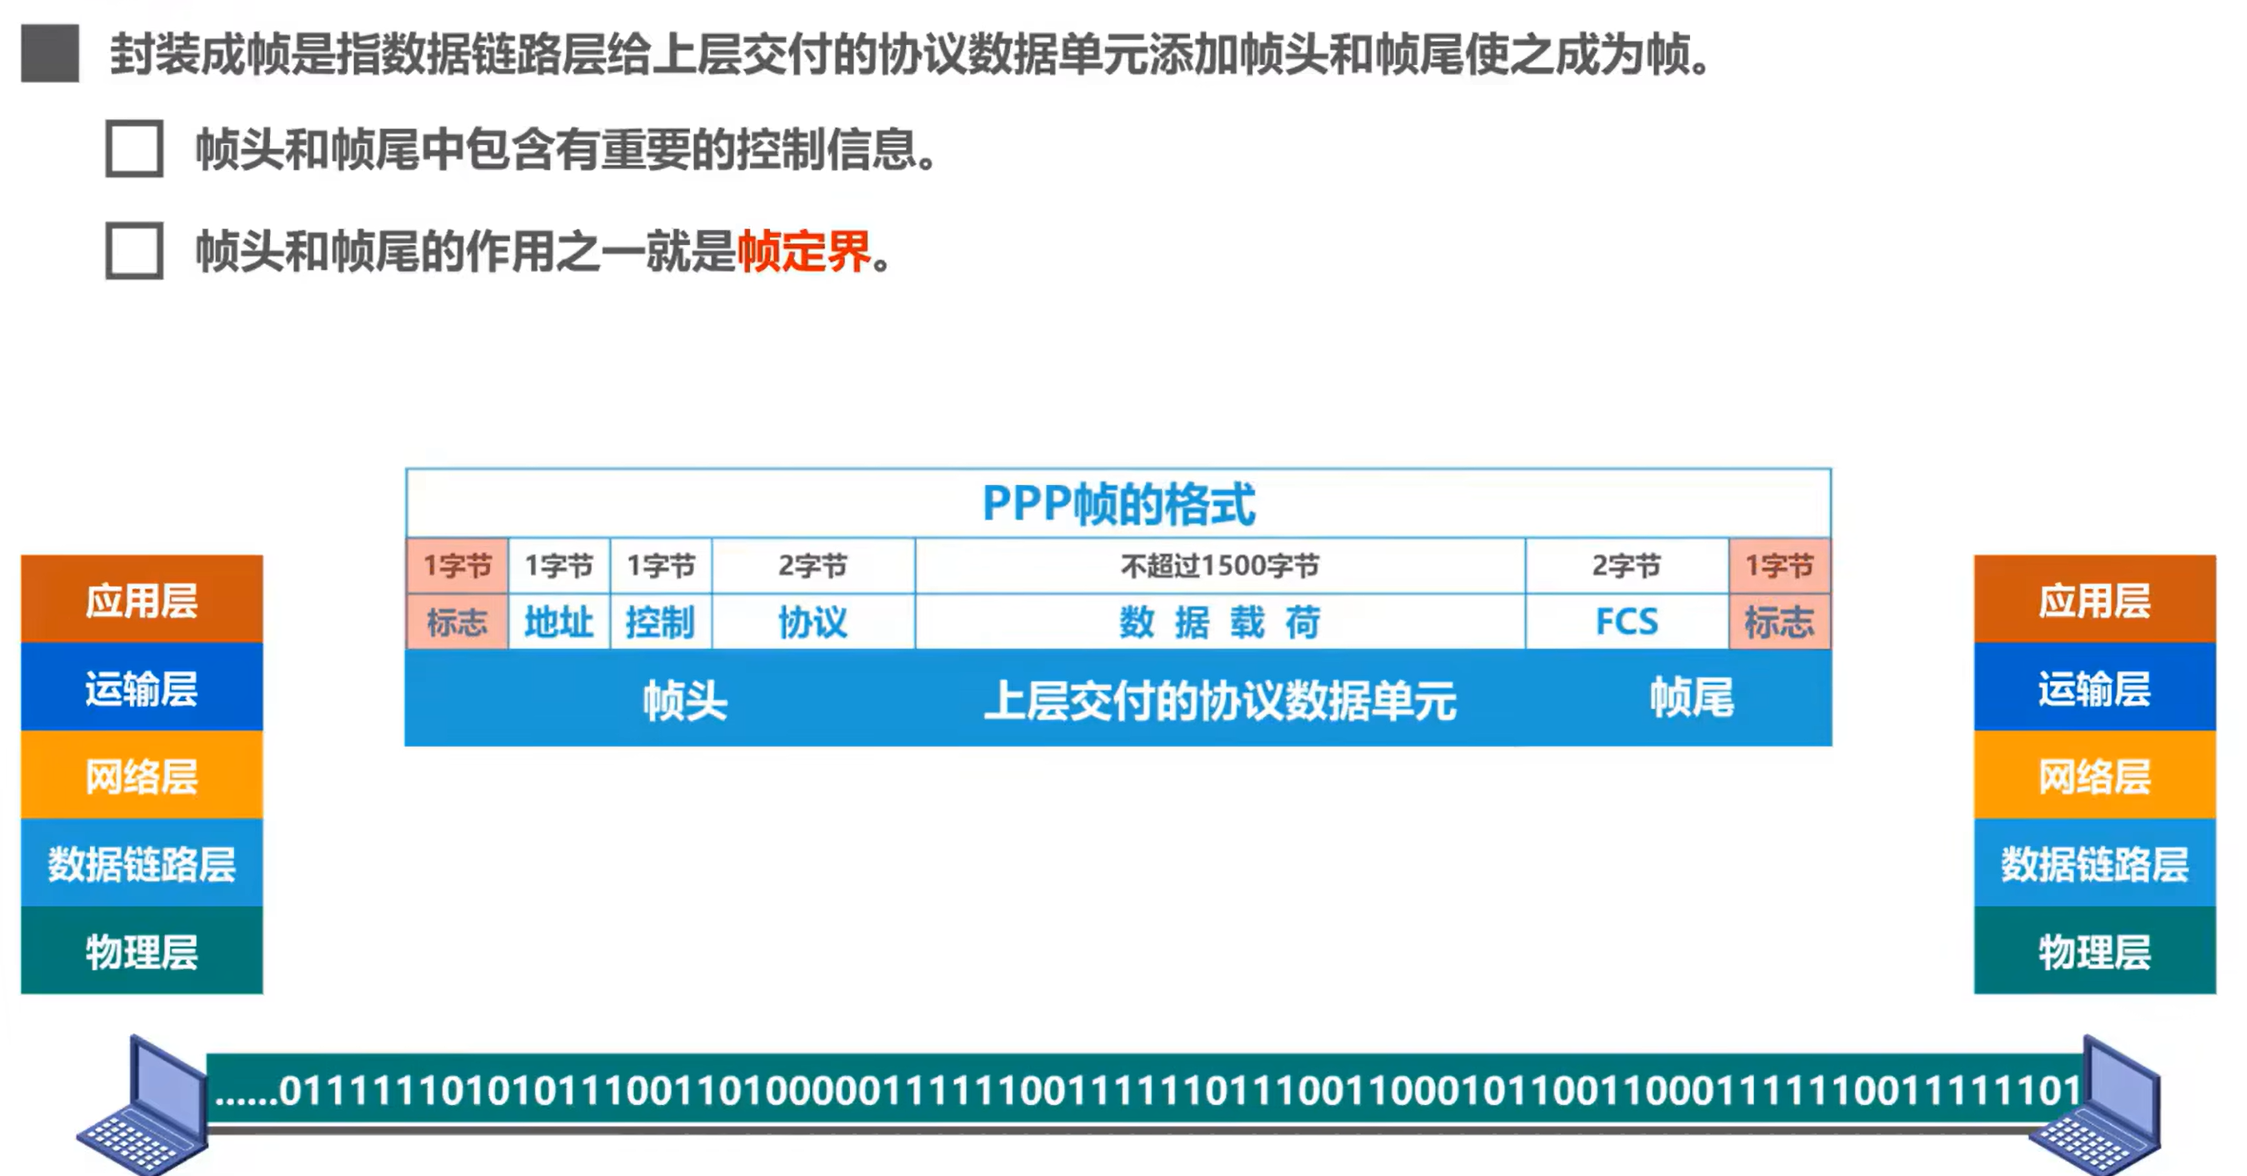 封装成帧是指数据链路层给上层交付的协议数据单元添加帧头和帧尾使之成为帧。
帧头和帧尾中包含有重要的控制信息。
帧头和帧尾的作用之一就是帧定界。
PPP帧的格式
1字节 1字节 1字节 2字节 不超过1500字节 2字节 1字节
标志 地址 控制 协议 数据载荷 FCS 标志
帧头 上层交付的协议数据单元 帧尾
应用层
运输层
网络层
数据链路层
物理层
应用层
运输层
网络层
数据链路层
物理层
......0111111010101110011010000011111100111111011100110001011001100011111100111111101